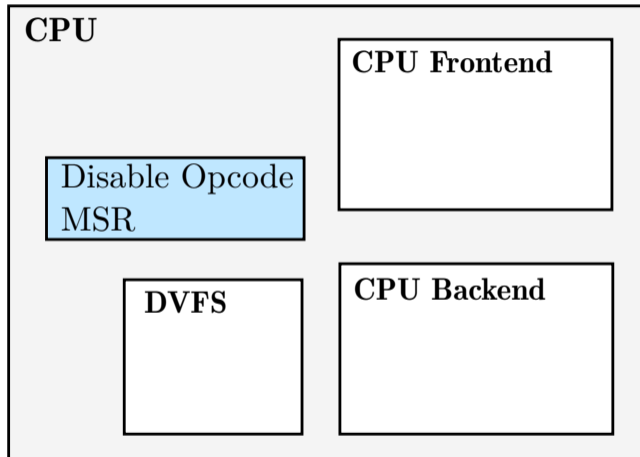 CPU
CPU Frontend
Disable Opcode
MSR
DVFS
CPU Backend